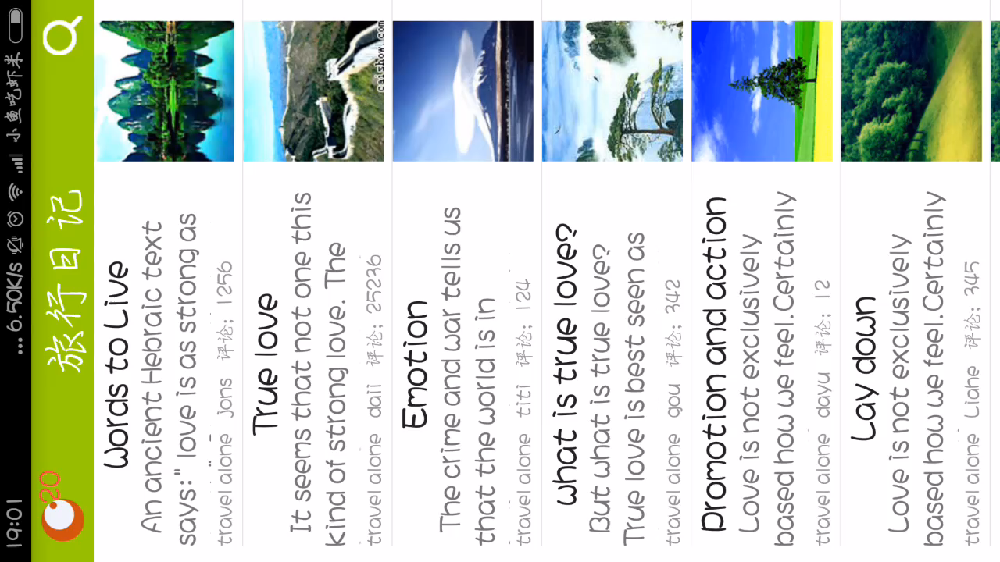 19:01 ... 6.50K/s 小鱼吃虾米
20 旅行日记
Words to Live
An ancient Hebraic text
says:" love is as strong as
travel alone jons 评论: 1256
True love
It seems that not one this
kind of strong love. The
travel alone daii 评论: 25236
caishow.com
Emotion
The crime and war tells us
that the world is in
travel alone titi 评论: 124
what is true love?
But what is true love?
True love is best seen as
travel alone gou 评论: 342
Promotion and action
Love is not exclusively
based how we feel.Certainly
travel alone dayu 评论: 12
Lay down
Love is not exclusively
based how we feel.Certainly
travel alone Liahe 评论: 345